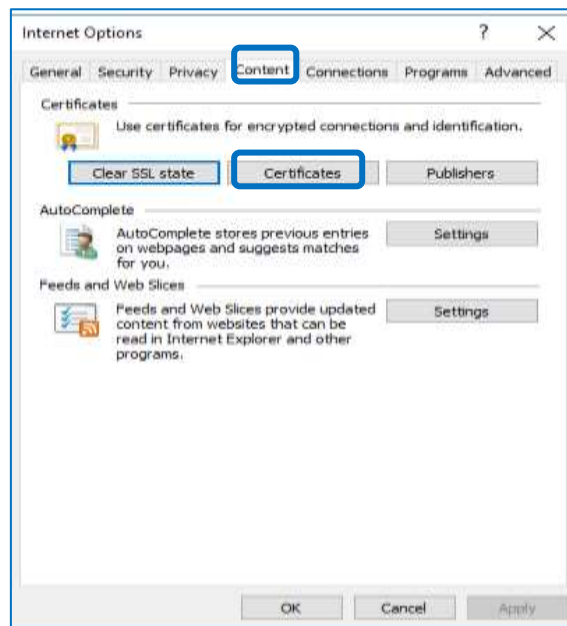 Internet Options ?
General Security Privacy Content Connections Programs Advanced
Certificates
Use certificates for encrypted connections and identification.
Clear SSL state Certificates Publishers
AutoComplete
AutoComplete stores previous entries
on webpages and suggests matches
for you.
Settings
Feeds and Web Slices
Feeds and Web Slices provide updated
content from websites that can be
read in Internet Explorer and other
programs.
Settings
OK Cancel Apply